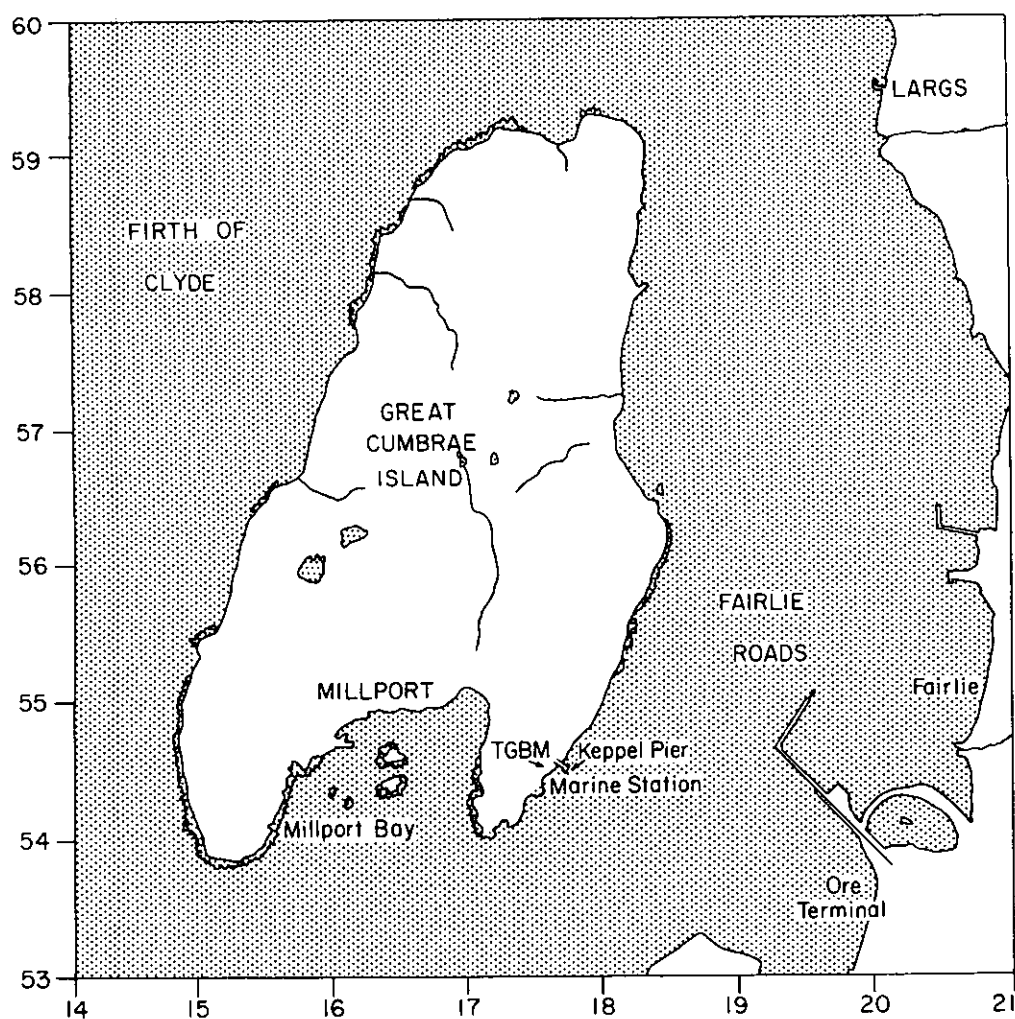 60
LARGS
59
FIRTH OF
CLYDE
58
GREAT
57
CUMBRAE
ISLAND
56
FAIRLIE
ROADS
Fairlie
55
MILLPORT
TGBM
Keppel Pier
Marine Station
Millport Bay
54
Ore
Terminal
53
14 15 16 17 18 19 20 21